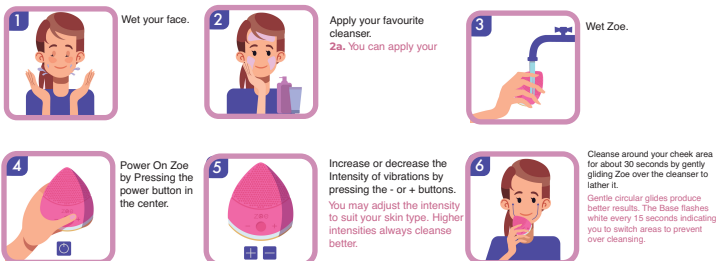 1
Wet your face.
2
Apply your favourite
cleanser.
2a. You can apply your
3
Wet Zoe.
4
Power On Zoe
by Pressing the
power button in
the center.
5
Increase or decrease the
Intensity of vibrations by
pressing the - or + buttons.
You may adjust the intensity
to suit your skin type. Higher
intensities always cleanse
better.
6
Cleanse around your cheek area
for about 30 seconds by gently
gliding Zoe over the cleanser to
lather it.
Gentle circular glides produce
better results. The Base flashes
white every 15 seconds indicating
you to switch areas to prevent
over cleansing.